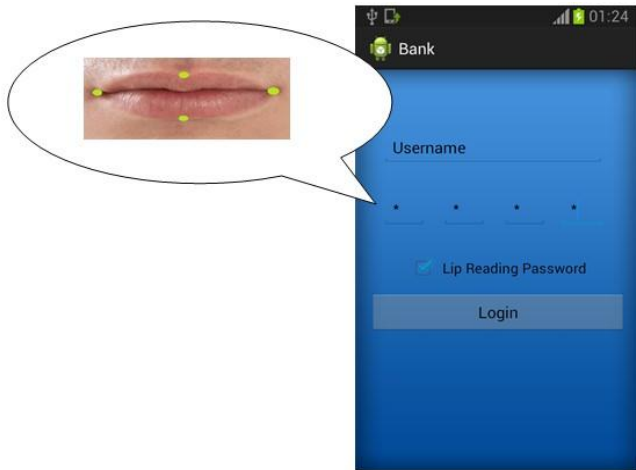 01:24
Bank
Username
• • • •
Lip Reading Password
Login